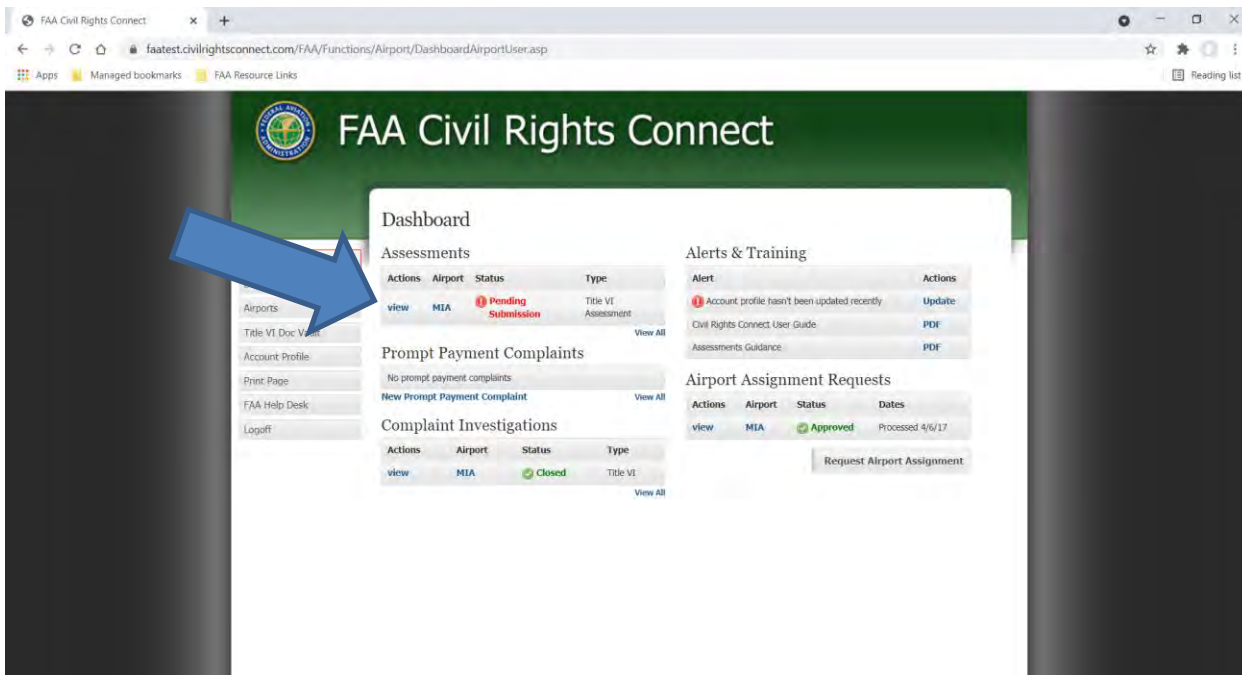 FAA Civil Rights Connect
faatest.civilrightsconnect.com/FAA/Functions/Airport/DashboardAirportUser.asp
Apps Managed bookmarks FAA Resource Links Reading list
FEDERAL AVIATION ADMINISTRATION
FAA Civil Rights Connect
Dashboard
Airports
Title VI Doc Vault
Account Profile
Print Page
FAA Help Desk
Logoff
Assessments
Actions Airport Status Type
view MIA Pending Title VI
Submission Assessment
View All
Prompt Payment Complaints
No prompt payment complaints
New Prompt Payment Complaint View All
Complaint Investigations
Actions Airport Status Type
view MIA Closed Title VI
View All
Alerts & Training
Alert Actions
Account profile hasn't been updated recently Update
Civil Rights Connect User Guide PDF
Assessments Guidance PDF
Airport Assignment Requests
Actions Airport Status Dates
view MIA Approved Processed 4/6/17
Request Airport Assignment